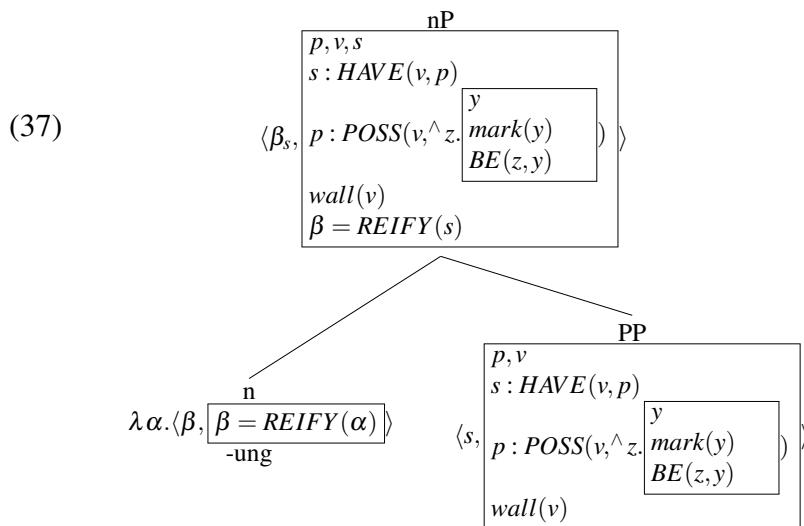 nP
p, v, s
s : HAVE(v, p)
y
(37)
⟨β_s, p : POSS(v,^ z. mark(y) ) ⟩
BE(z, y)
wall(v)
β = REIFY(s)
n
PP
p, v
s : HAVE(v, p)
λα.⟨β, β = REIFY(α) ⟩
y
-ung
⟨s, p : POSS(v,^ z. mark(y) ) ⟩
BE(z, y)
wall(v)